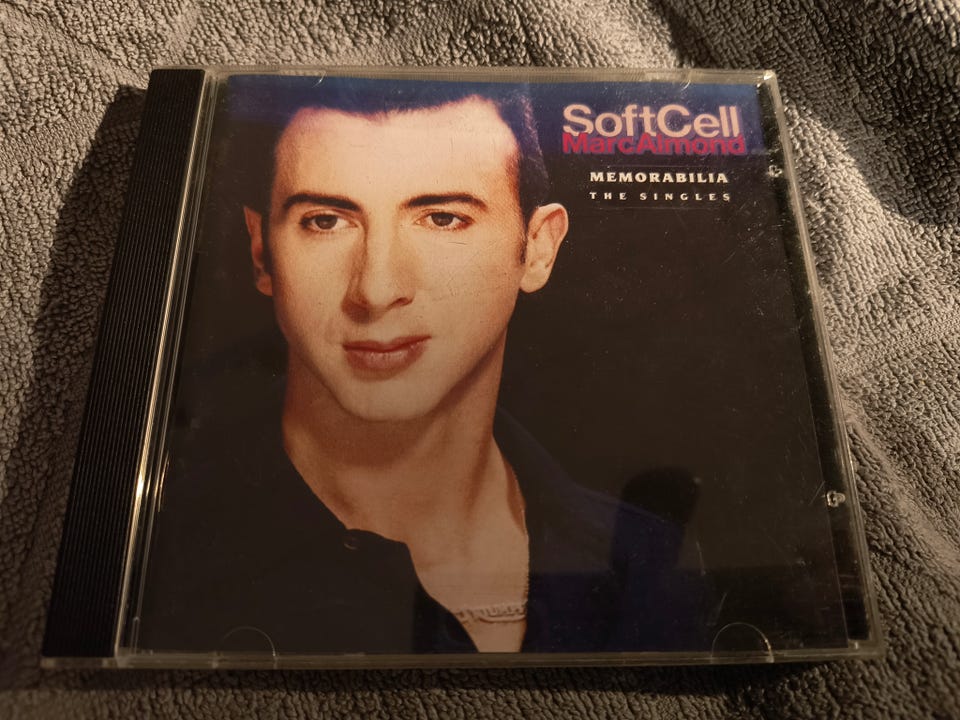 SoftCell
MarcAlmond
MEMORABILIA
THE SINGLES